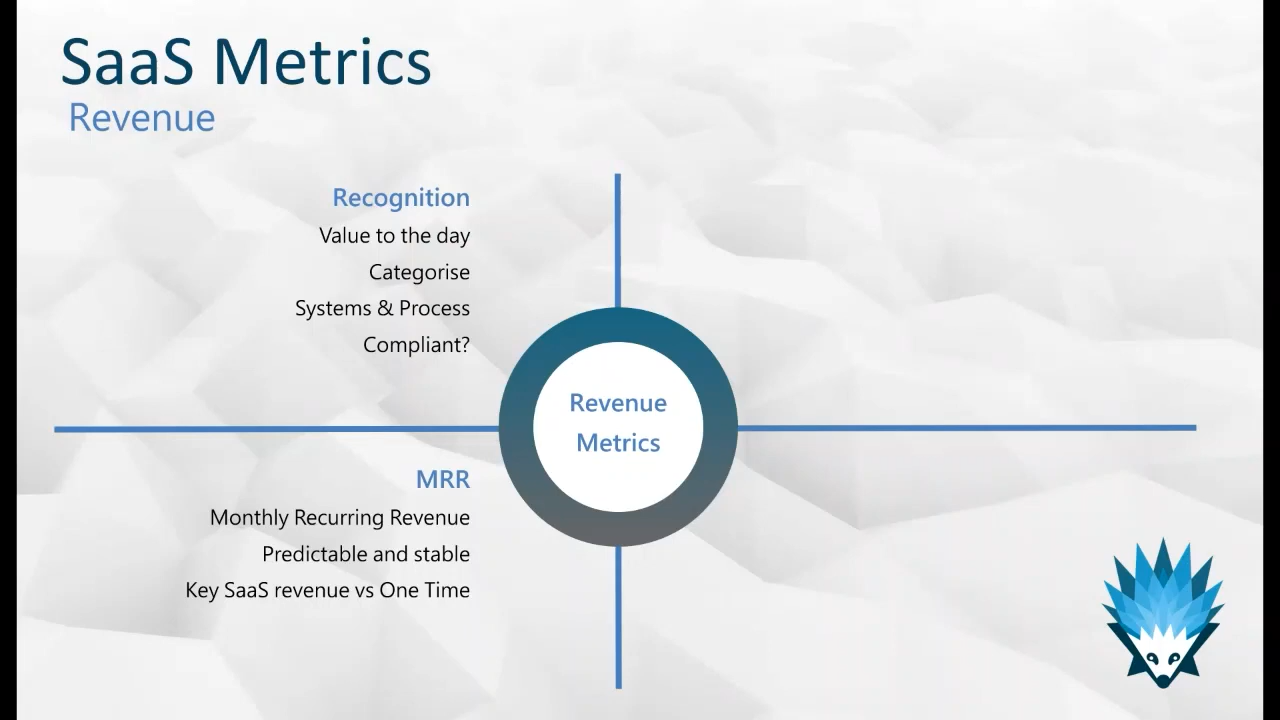 SaaS Metrics
Revenue
Recognition
Value to the day
Categorise
Systems & Process
Compliant?
Revenue
Metrics
MRR
Monthly Recurring Revenue
Predictable and stable
Key SaaS revenue vs One Time